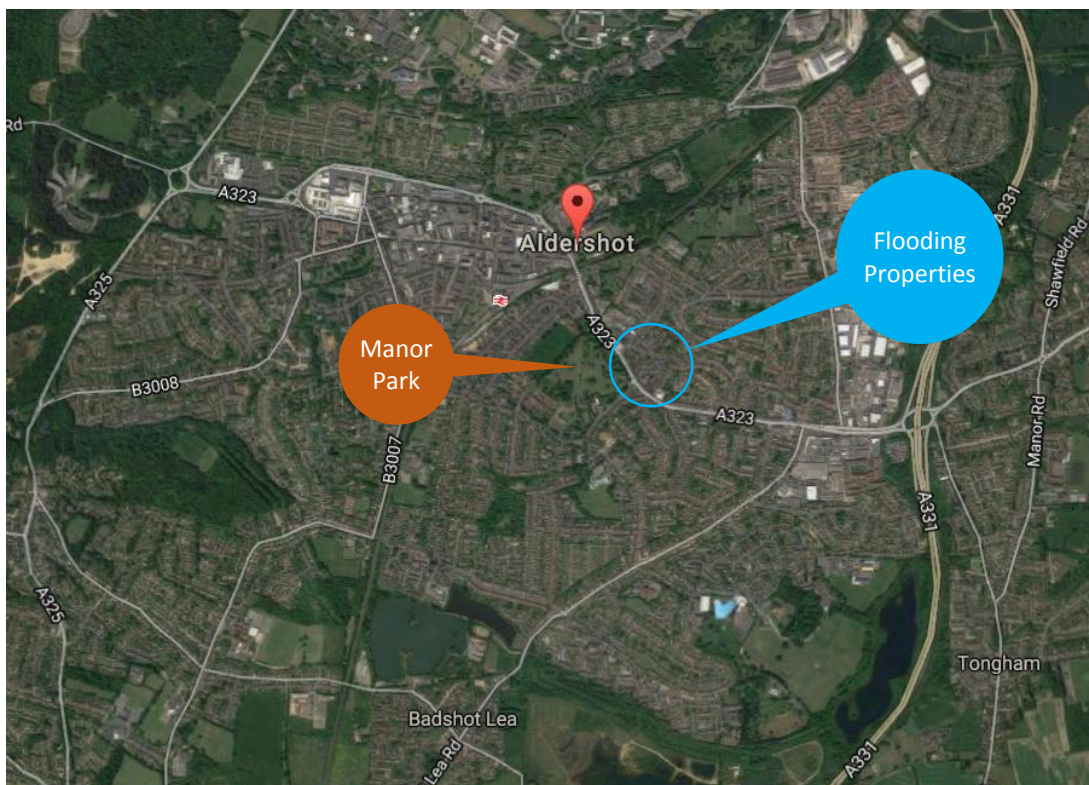 Rd
A323
A325
Aldershot
A331
Shawfield Rd
Flooding
Properties
A323
Manor
Park
B3008
B3007
A323
Manor Rd
A331
A325
Tongham
Badshot Lea
Lea Rd
A331